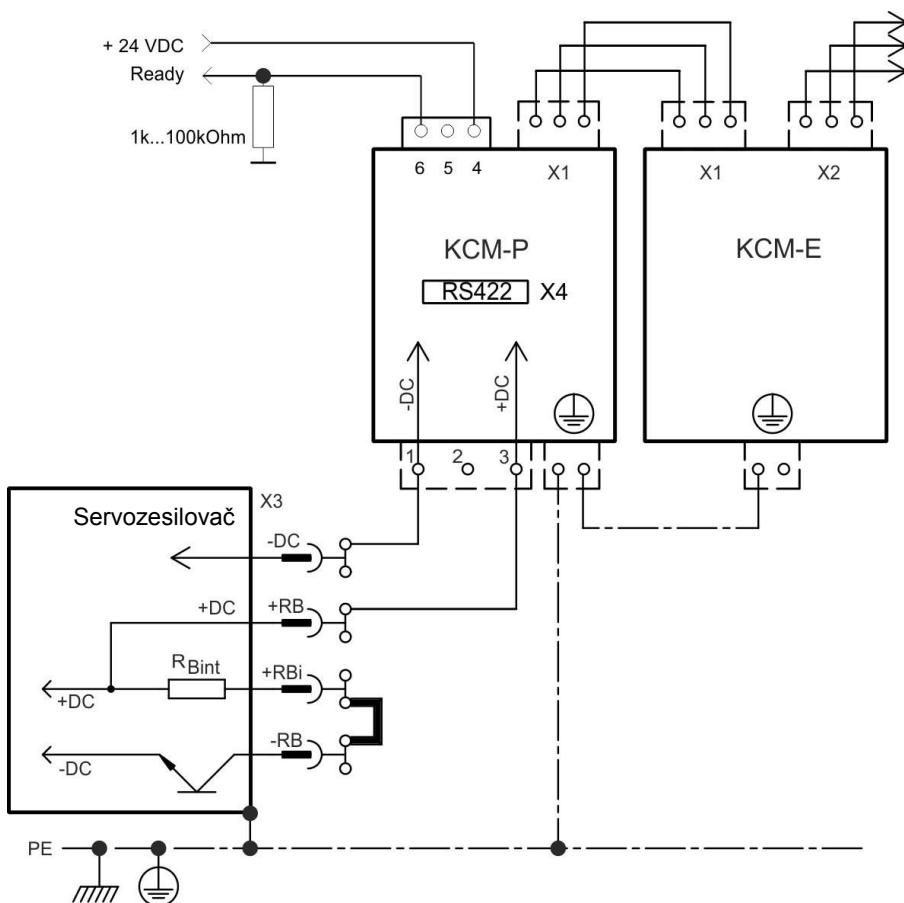 + 24 VDC
Ready
1k...100kOhm
6 5 4
X1
X1
X2
KCM-P
KCM-E
RS422
X4
-DC
+DC
1
2
3
X3
Servozesilovač
-DC
+DC
+RB
RBint
+RBi
+DC
-RB
-DC
PE